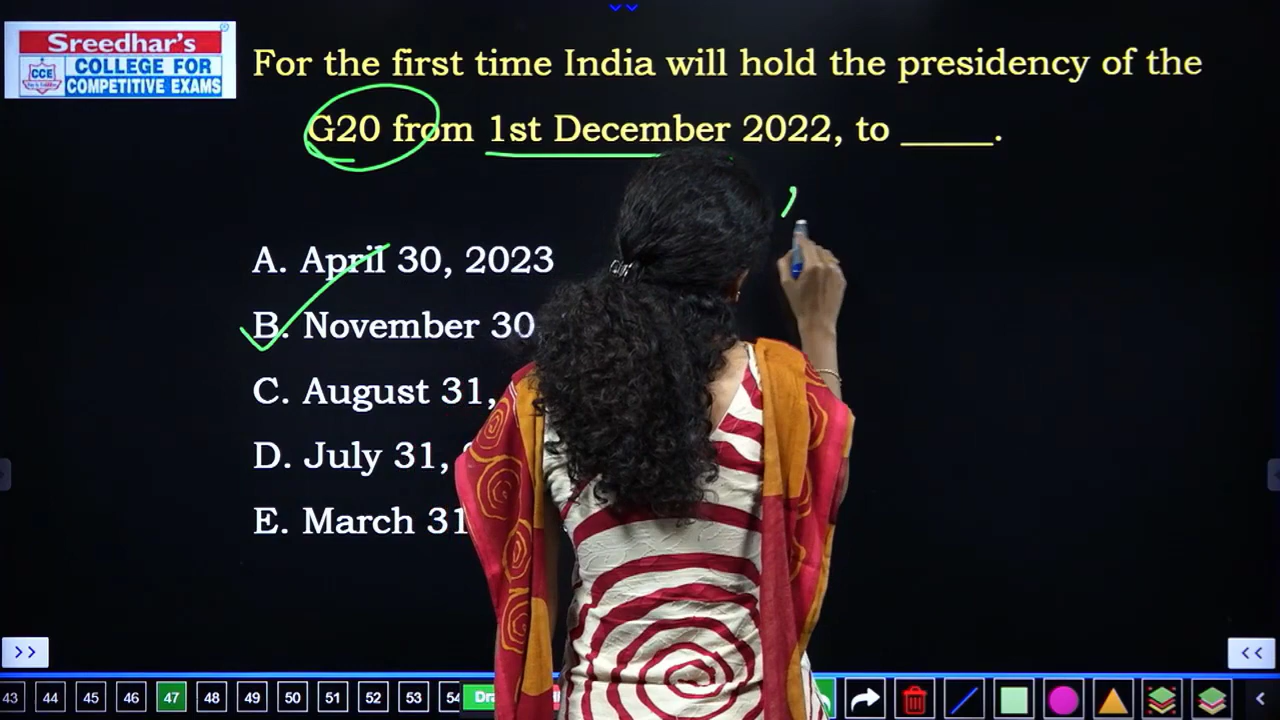 Sreedhar's
CCE
COLLEGE FOR
COMPETITIVE EXAMS
For the first time India will hold the presidency of the
G20 from 1st December 2022, to _____.
A. April 30, 2023
B. November 30
C. August 31,
D. July 31,
E. March 31
>>
<<
43 44 45 46 47 48 49 50 51 52 53 54